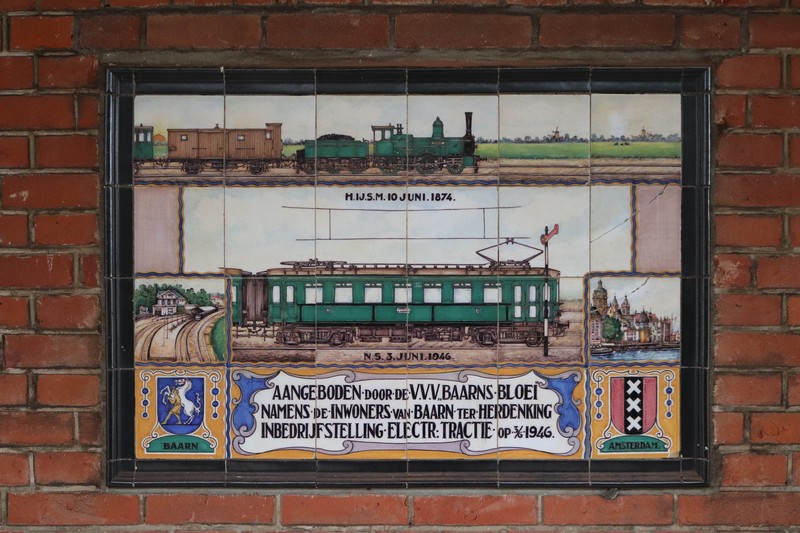 H.IJ.S.M. 10 JUNI. 1874.
N.S. 3. JUNI. 1946.
AANGEBODEN·DOOR·DE·V.V.V. BAARNS·BLOEI
NAMENS·DE·INWONERS·VAN·BAARN·TER·HERDENKING
INBEDRIJFSTELLING·ELECTR. TRACTIE·OP·3/6·1946.
BAARN
AMSTERDAM